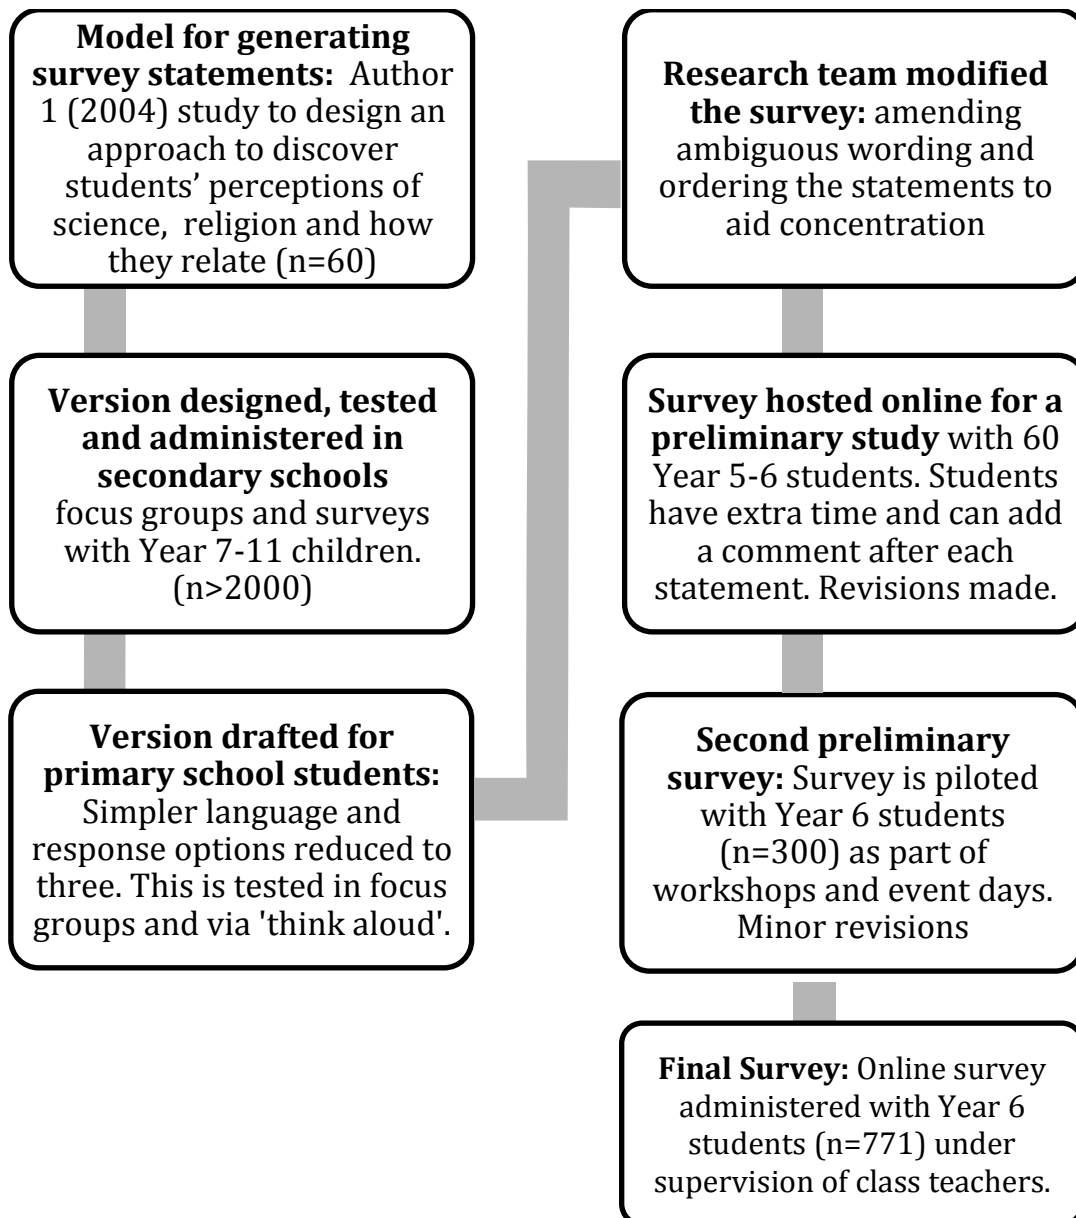 Model for generating
survey statements: Author
1 (2004) study to design an
approach to discover
students’ perceptions of
science, religion and how
they relate (n=60)
Version designed, tested
and administered in
secondary schools
focus groups and surveys
with Year 7-11 children.
(n>2000)
Version drafted for
primary school students:
Simpler language and
response options reduced to
three. This is tested in focus
groups and via 'think aloud'.
Research team modified
the survey: amending
ambiguous wording and
ordering the statements to
aid concentration
Survey hosted online for a
preliminary study with 60
Year 5-6 students. Students
have extra time and can add
a comment after each
statement. Revisions made.
Second preliminary
survey: Survey is piloted
with Year 6 students
(n=300) as part of
workshops and event days.
Minor revisions
Final Survey: Online survey
administered with Year 6
students (n=771) under
supervision of class teachers.